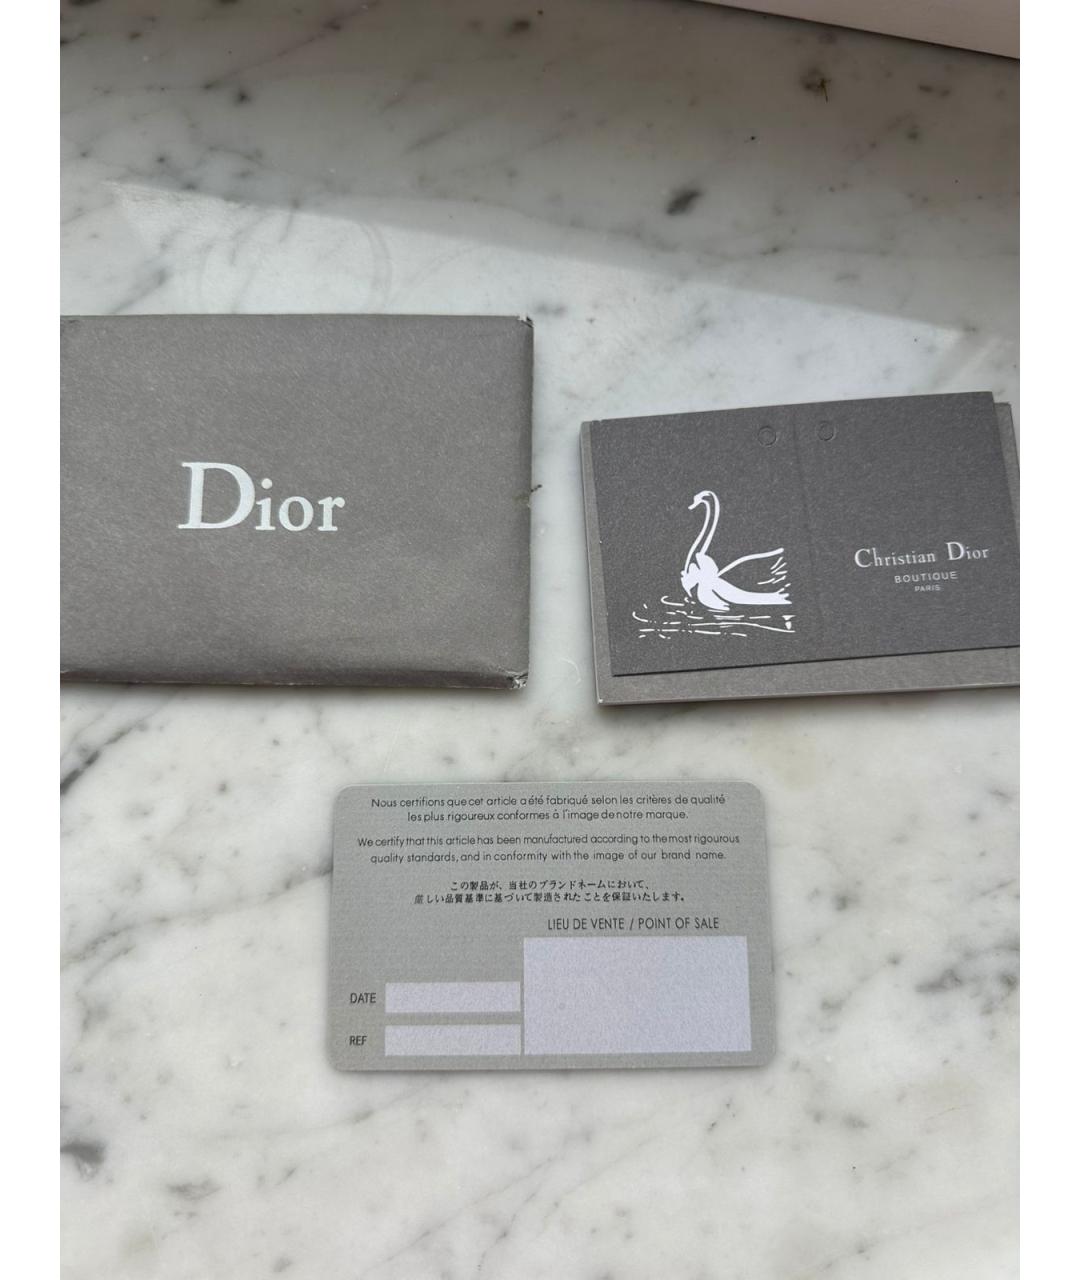 Dior
Christian Dior
BOUTIQUE
PARIS
Nous certifions que cet article a été fabriqué selon les critères de qualité
les plus rigoureux conformes à l'image de notre marque.
We certify that this article has been manufactured according to the most rigourous
quality standards, and in conformity with the image of our brand name.
この製品が、当社のブランドネームにおいて、
厳しい品質基準に基づいて製造されたことを保証いたします。
LIEU DE VENTE / POINT OF SALE
DATE
REF